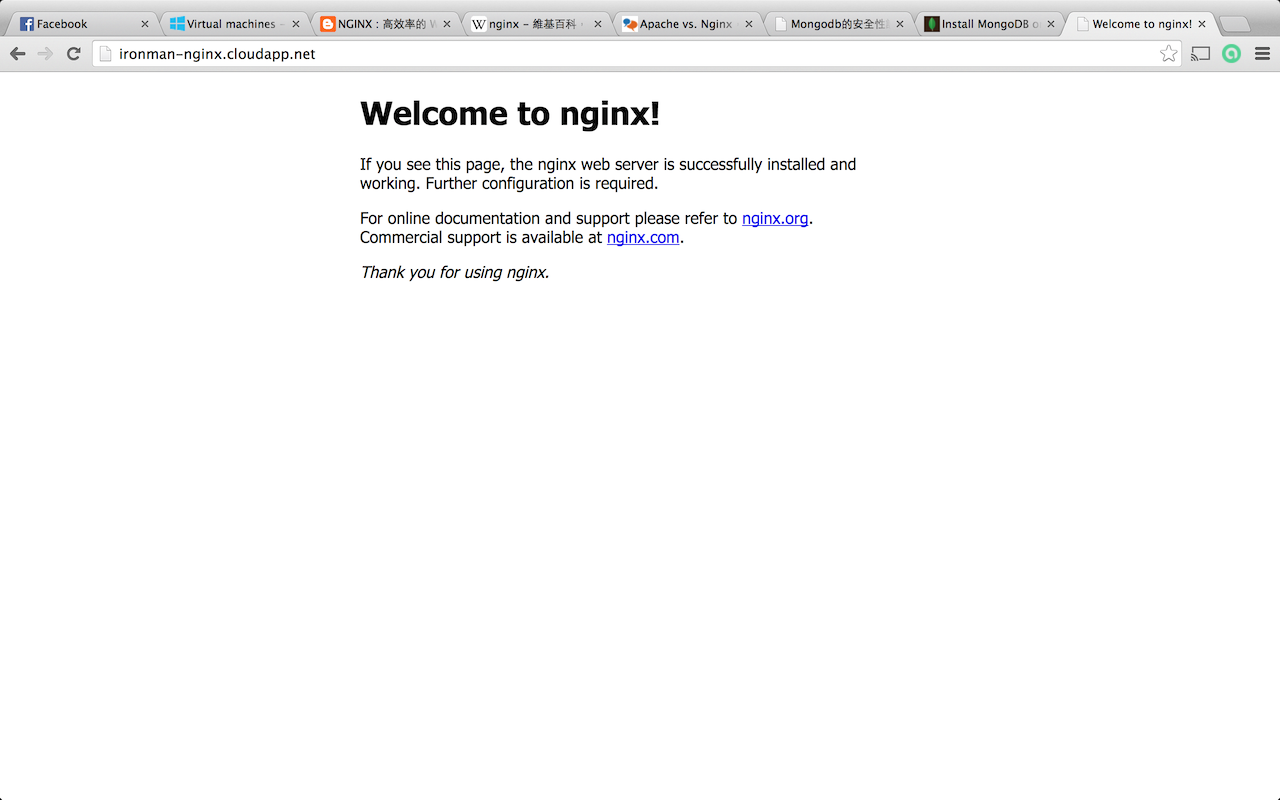 Facebook
Virtual machines -
NGINX：高效率的
nginx - 維基百科
Apache vs. Nginx
Mongodb的安全性
Install MongoDB o
Welcome to nginx!
ironman-nginx.cloudapp.net
Welcome to nginx!
If you see this page, the nginx web server is successfully installed and
working. Further configuration is required.
For online documentation and support please refer to nginx.org.
Commercial support is available at nginx.com.
Thank you for using nginx.